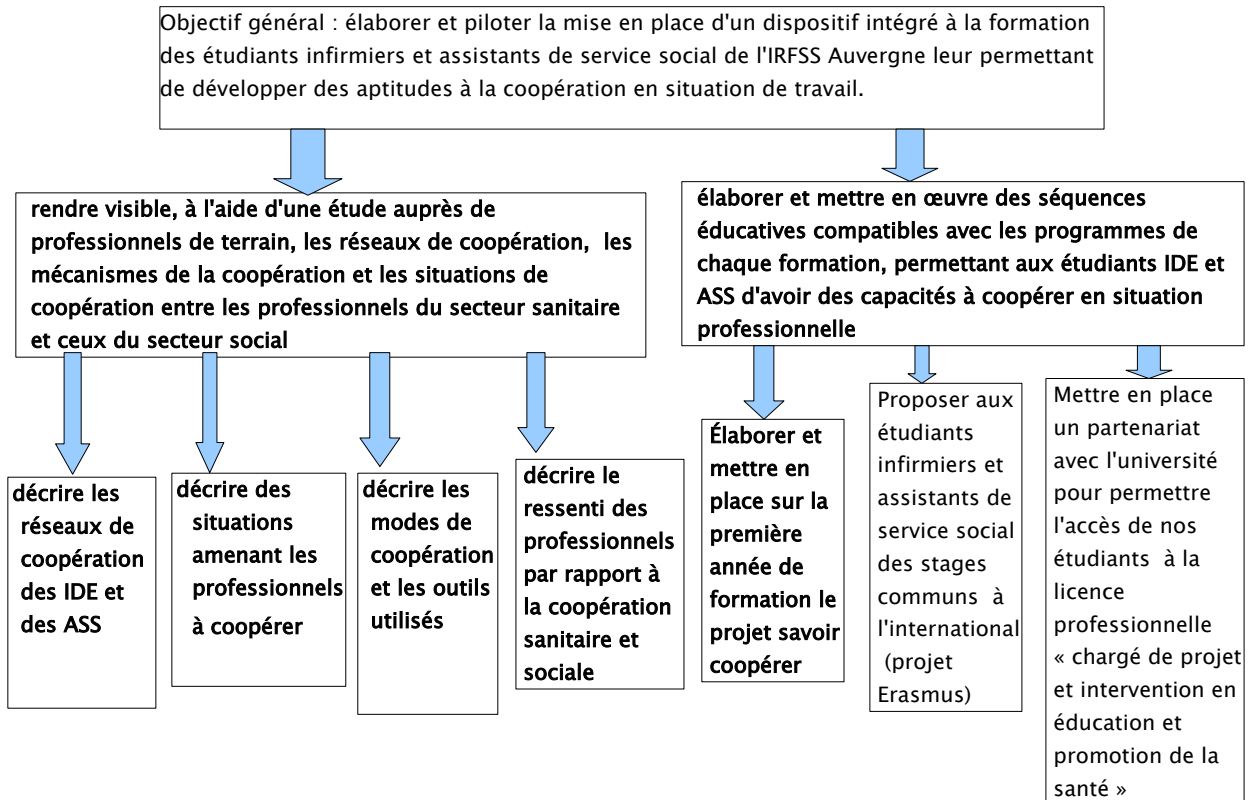 Objectif général : élaborer et piloter la mise en place d'un dispositif intégré à la formation
des étudiants infirmiers et assistants de service social de l'IRFSS Auvergne leur permettant
de développer des aptitudes à la coopération en situation de travail.
rendre visible, à l'aide d'une étude auprès de
professionnels de terrain, les réseaux de coopération, les
mécanismes de la coopération et les situations de
coopération entre les professionnels du secteur sanitaire
et ceux du secteur social
élaborer et mettre en œuvre des séquences
éducatives compatibles avec les programmes de
chaque formation, permettant aux étudiants IDE et
ASS d'avoir des capacités à coopérer en situation
professionnelle
décrire les
réseaux de
coopération
des IDE et
des ASS
décrire des
situations
amenant les
professionnels
à coopérer
décrire les
modes de
coopération
et les outils
utilisés
décrire le
ressenti des
professionnels
par rapport à
la coopération
sanitaire et
sociale
Élaborer et
mettre en
place sur la
première
année de
formation le
projet savoir
coopérer
Proposer aux
étudiants
infirmiers et
assistants de
service social
des stages
communs à
l'international
(projet
Erasmus)
Mettre en place
un partenariat
avec l'université
pour permettre
l'accès de nos
étudiants à la
licence
professionnelle
« chargé de projet
et intervention en
éducation et
promotion de la
santé »